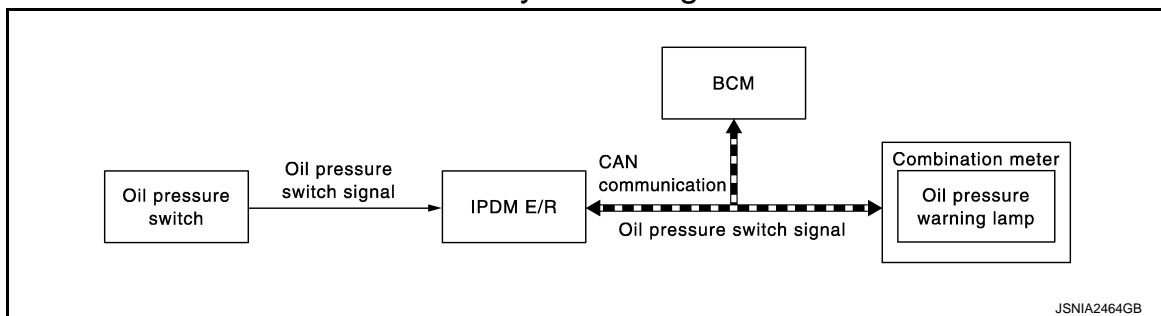 BCM
CAN
communication
Combination meter
Oil pressure
warning lamp
Oil pressure
switch signal
Oil pressure
switch
IPDM E/R
Oil pressure switch signal
JSNIA2464GB